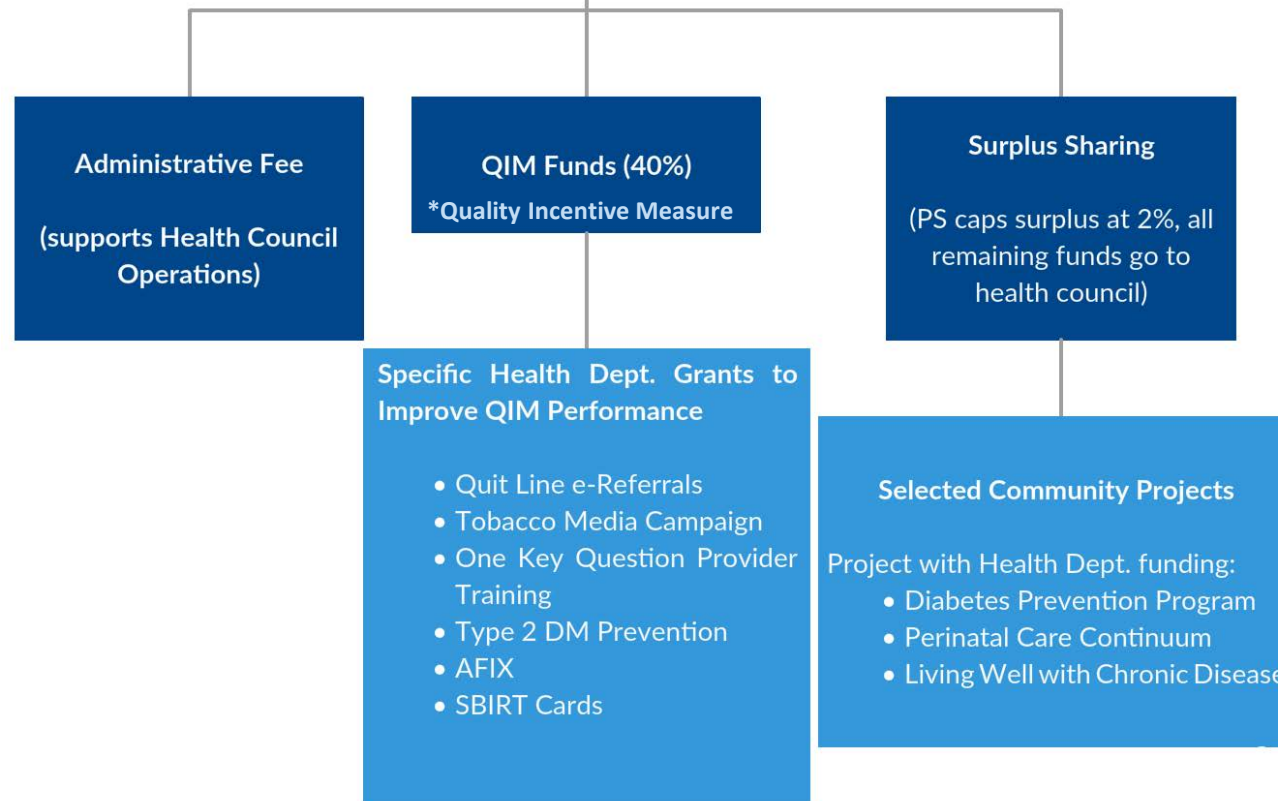 Administrative Fee
(supports Health Council
Operations)
QIM Funds (40%)
*Quality Incentive Measure
Surplus Sharing
(PS caps surplus at 2%, all
remaining funds go to
health council)
Specific Health Dept. Grants to
Improve QIM Performance
• Quit Line e-Referrals
• Tobacco Media Campaign
• One Key Question Provider
Training
• Type 2 DM Prevention
• AFIX
• SBIRT Cards
Selected Community Projects
Project with Health Dept. funding:
• Diabetes Prevention Program
• Perinatal Care Continuum
• Living Well with Chronic Disease